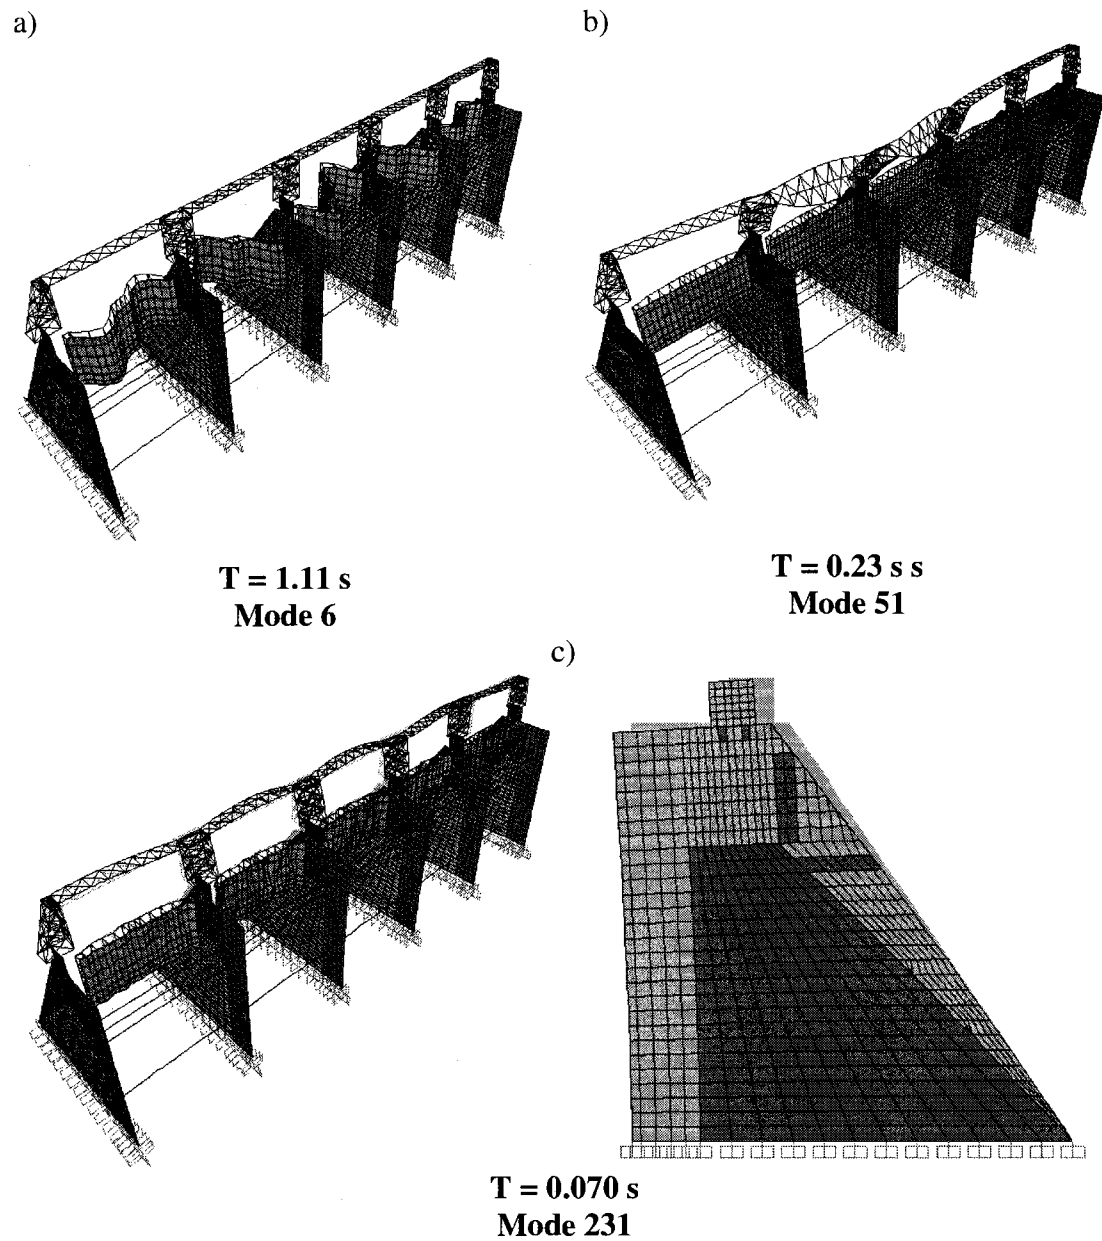 a)
b)
T = 1.11 s
Mode 6
T = 0.23 s s
Mode 51
c)
T = 0.070 s
Mode 231